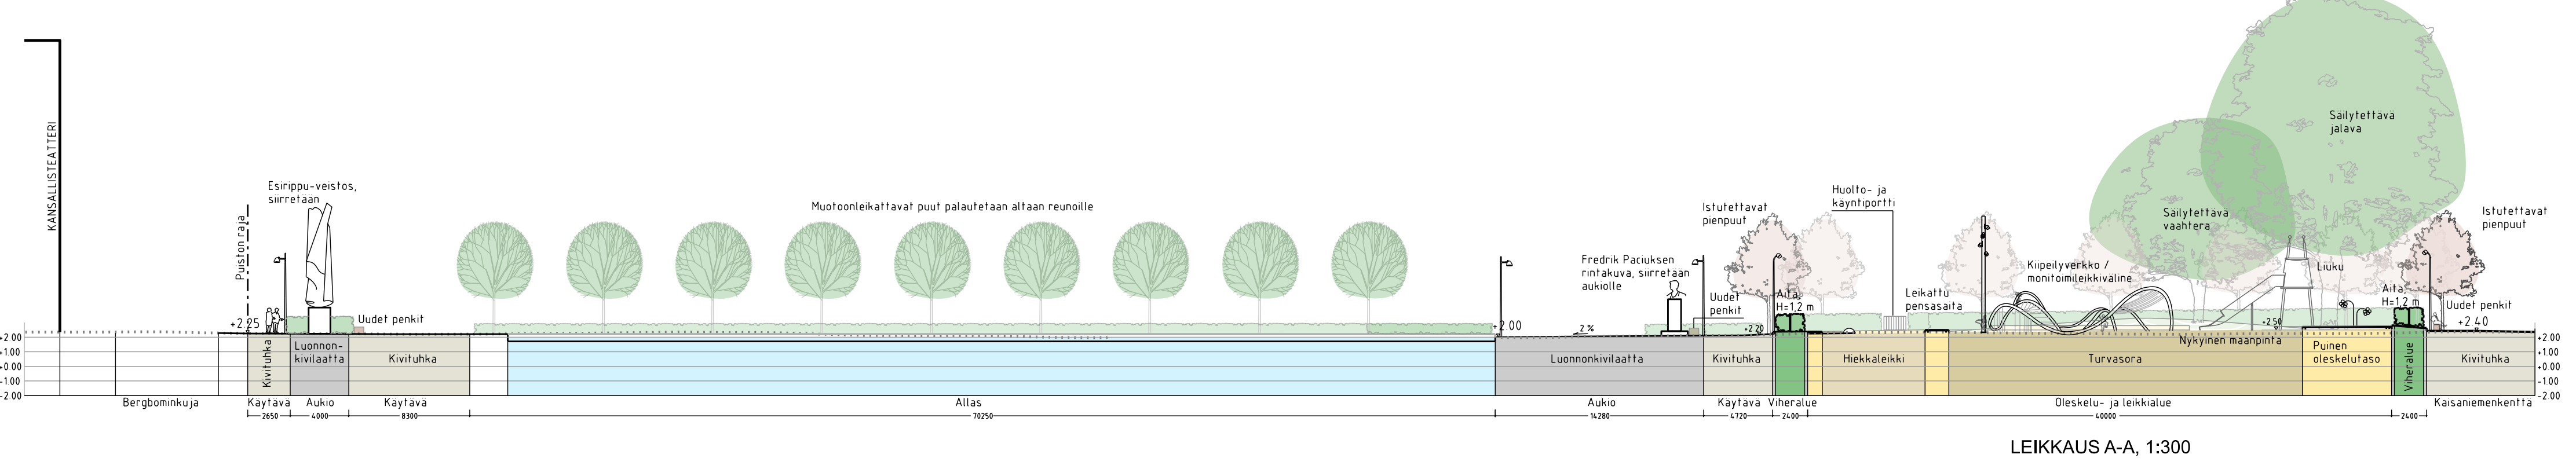 KANSALLISTEATTERI
Puiston raja
Esirippu-veistos,
siirretään
+2.25
Uudet penkit
Muotoonleikattavat puut palautetaan altaan reunoille
+2.00
2 %
Fredrik Paciuksen
rintakuva, siirretään
aukiolle
Uudet
penkit
Istutettavat
pienpuut
+2.20
Aita,
H=1,2 m
Huolto- ja
käyntiportti
Leikattu
pensasaita
Kiipeilyverkko /
monitoimileikkiväline
Säilytettävä
vaahtera
Säilytettävä
jalava
Liuku
+2.50
Nykyinen maanpinta
Aita,
H=1,2 m
Istutettavat
pienpuut
Uudet penkit
+2.40
+2.00
+1.00
+0.00
-1.00
-2.00
Kivituhka
Luonnon-
kivilaatta
Kivituhka
Luonnonkivilaatta
Kivituhka
Hiekkaleikki
Turvasora
Puinen
oleskelutaso
Viheralue
Kivituhka
+2.00
+1.00
+0.00
-1.00
-2.00
Bergbominkuja
Käytävä
Aukio
Käytävä
Allas
Aukio
Käytävä
Viheralue
Oleskelu- ja leikkialue
Kaisaniemenkenttä
2650
4000
8300
70250
14280
4720
2400
40000
2400
LEIKKAUS A-A, 1:300